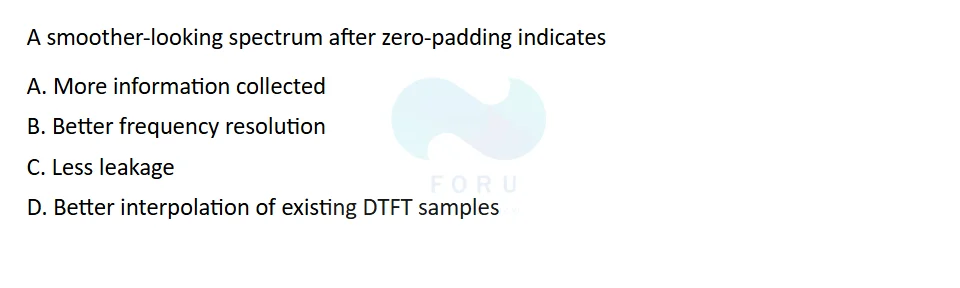 A smoother-looking spectrum after zero-padding indicates
A. More information collected
B. Better frequency resolution
C. Less leakage
FORU
D. Better interpolation of existing DTFT samples